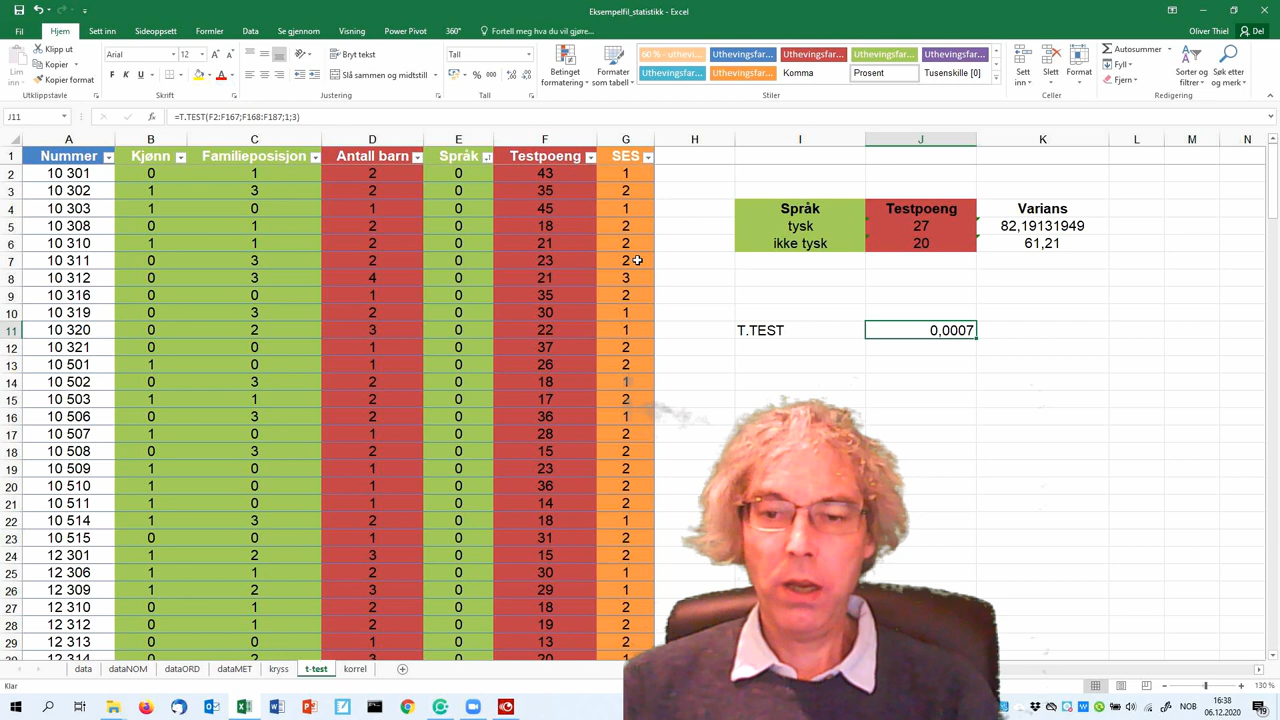 Eksempelfil_statistikk - Excel
Oliver Thiel
Fil Hjem Sett inn Sideoppsett Formler Data Se gjennom Visning Power Pivot 360° Fortell meg hva du vil gjøre... Del
Klipp ut
Kopier formatering
Utklippstavle
Arial 12
F K U
Skrift
Bryt tekst
Slå sammen og midtstill
Justering
Tall
% 000
Tall
Betinget formatering
Formater som tabell
60 % - uthevi... Uthevingsfar... Uthevingsfar... Uthevingsfar... Uthevingsfar...
Uthevingsfar... Uthevingsfar... Komma Prosent Tusenskille [0]
Stiler
Sett inn Slett Format
Celler
Fyll
Fjern
Sorter og filtrer
Søk etter og merk
Redigering
J11 fx =T.TEST(F2:F167;F168:F187;1;3)
A B C D E F G H I J K L M N
1 Nummer Kjønn Familieposisjon Antall barn Språk Testpoeng SES
2 10 301 0 1 2 0 43 1
3 10 302 1 3 2 0 35 2
4 10 303 1 0 1 0 45 1 Språk Testpoeng Varians
5 10 308 0 1 2 0 18 2 tysk 27 82,19131949
6 10 310 1 1 2 0 21 2 ikke tysk 20 61,21
7 10 311 0 3 2 0 23 2
8 10 312 0 3 4 0 21 3
9 10 316 0 0 1 0 35 2
10 10 319 0 3 2 0 30 1
11 10 320 0 2 3 0 22 1 T.TEST 0,0007
12 10 321 0 0 1 0 37 2
13 10 501 1 0 1 0 26 2
14 10 502 0 3 2 0 18 1
15 10 503 1 1 2 0 17 2
16 10 506 0 3 2 0 36 1
17 10 507 1 0 1 0 28 2
18 10 508 0 3 2 0 15 2
19 10 509 1 0 1 0 23 2
20 10 510 1 0 1 0 36 2
21 10 511 1 0 1 0 14 2
22 10 514 1 3 2 0 18 1
23 10 515 0 0 1 0 31 2
24 12 301 1 2 3 0 15 2
25 12 306 1 1 2 0 30 1
26 12 309 1 2 3 0 29 1
27 12 310 0 1 2 0 18 2
28 12 312 0 1 2 0 19 2
29 12 313 0 0 1 0 13 2
data dataNOM dataORD dataMET kryss t-test korrel
Klar
130 %
NOB
16:38
06.12.2020